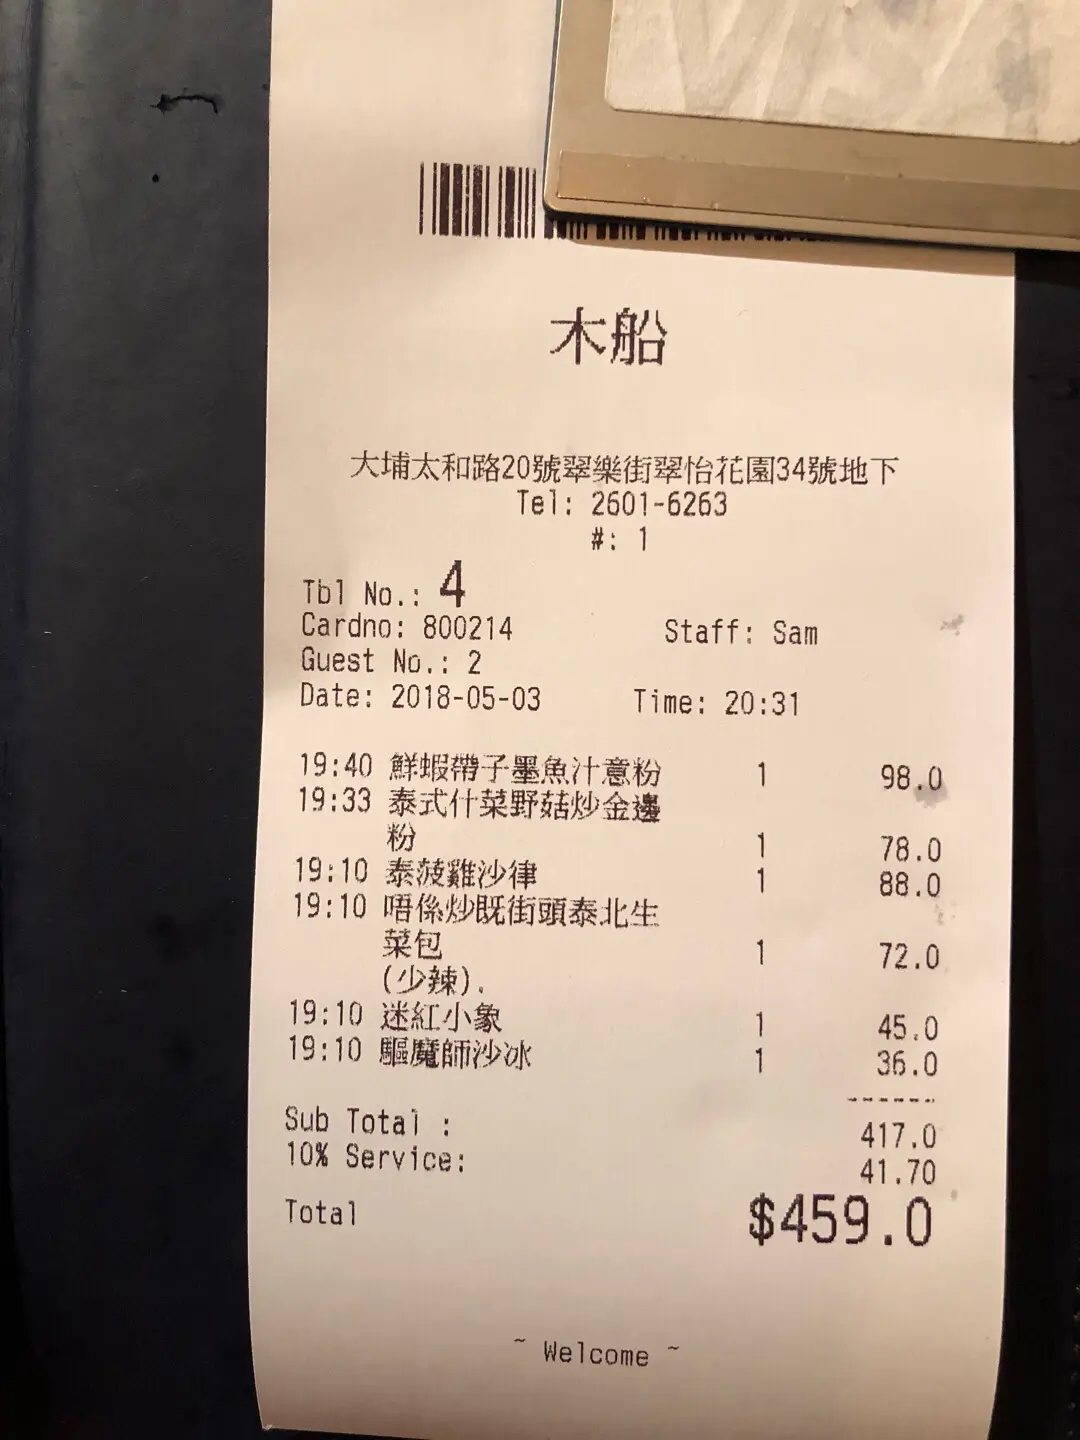 木船
大埔太和路20號翠樂街翠怡花園34號地下
Tel: 2601-6263
#: 1
Tbl No.: 4
Cardno: 800214 Staff: Sam
Guest No.: 2
Date: 2018-05-03 Time: 20:31
19:40 鮮蝦帶子墨魚汁意粉 1 98.0
19:33 泰式什菜野菇炒金邊
粉 1 78.0
19:10 泰菠雞沙律 1 88.0
19:10 唔係炒既街頭泰北生
菜包 1 72.0
(少辣).
19:10 迷紅小象 1 45.0
19:10 驅魔師沙冰 1 36.0
------
Sub Total : 417.0
10% Service: 41.70
Total $459.0
~ Welcome ~